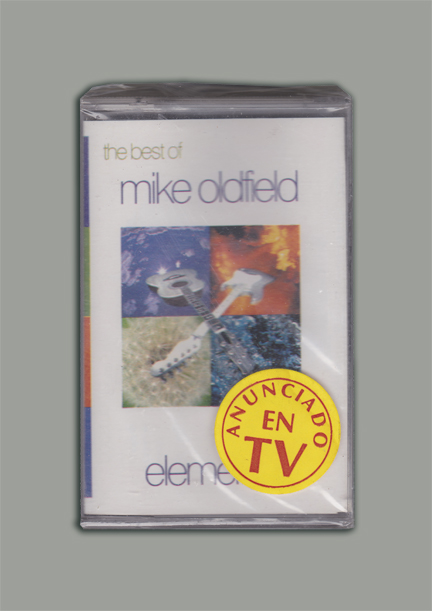 the best of
mike oldfield
eleme
ANUNCIADO
EN
TV